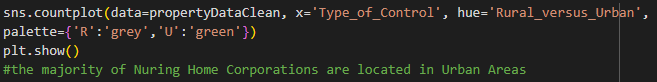 sns.countplot(data=propertyDataClean, x='Type_of_Control', hue='Rural_versus_Urban',
palette={'R':'grey','U':'green'})
plt.show()
#the majority of Nuring Home Corporations are located in Urban Areas